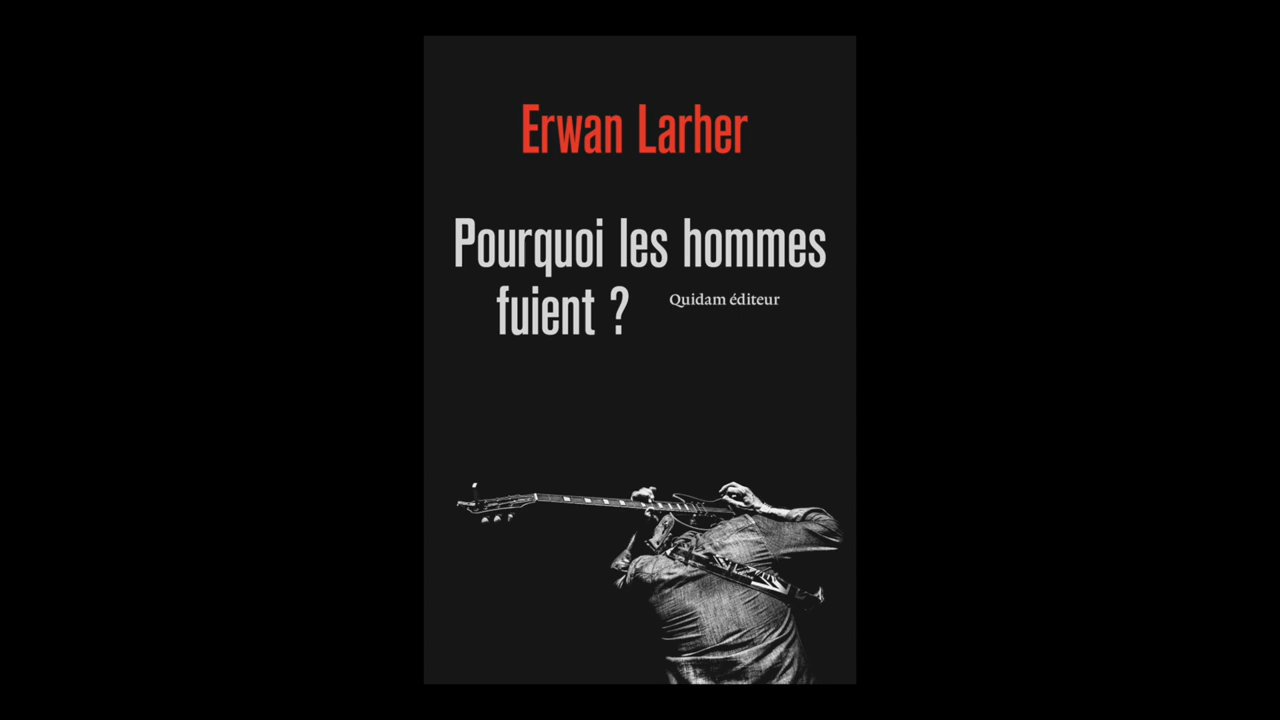 Erwan Larher
Pourquoi les hommes
fuient ?
Quidam éditeur